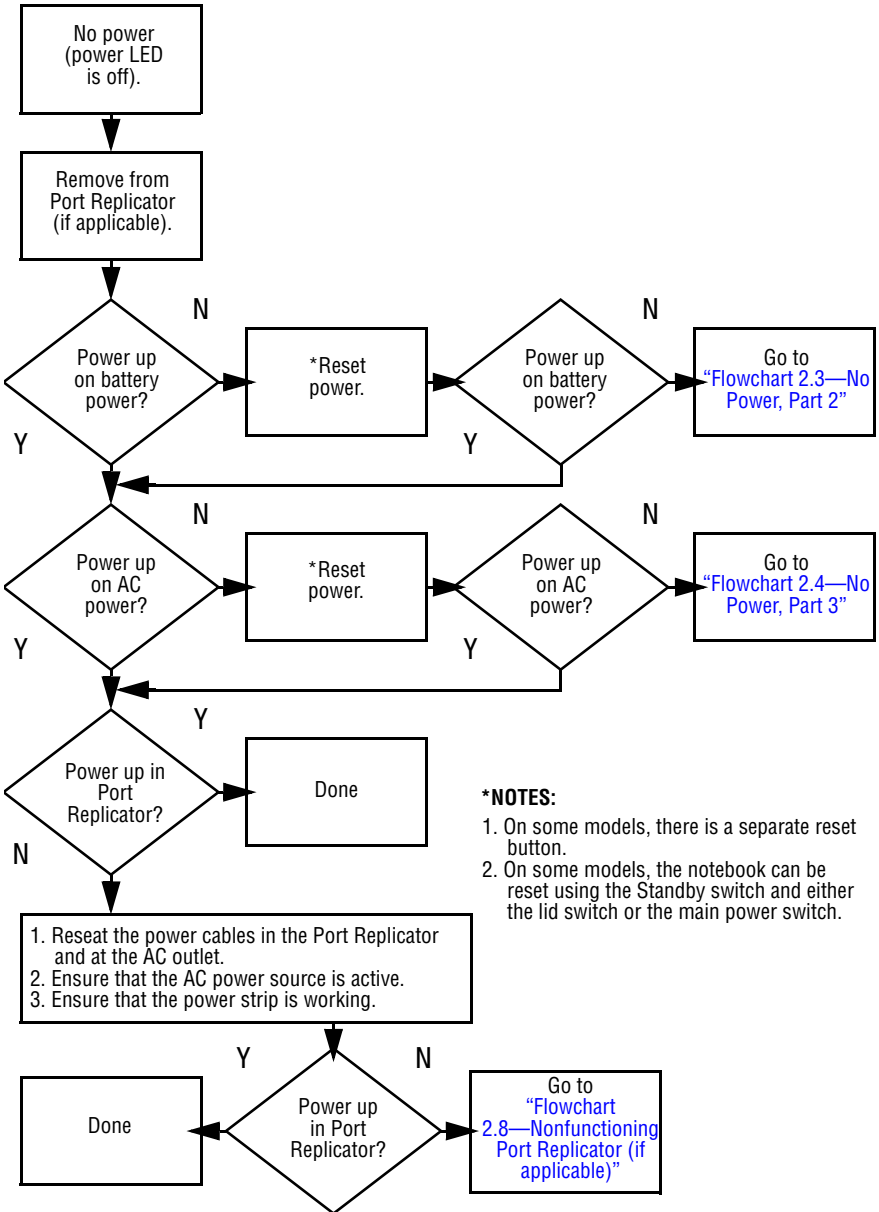 No power
(power LED
is off).
Remove from
Port Replicator
(if applicable).
N
N
Power up
on battery
power?
*Reset
power.
Power up
on battery
power?
Go to
“Flowchart 2.3—No
Power, Part 2”
Y
Y
N
N
Power up
on AC
power?
*Reset
power.
Power up
on AC
power?
Go to
“Flowchart 2.4—No
Power, Part 3”
Y
Y
Y
Power up in
Port
Replicator?
Done
N
*NOTES:
1. On some models, there is a separate reset
button.
2. On some models, the notebook can be
reset using the Standby switch and either
the lid switch or the main power switch.
1. Reseat the power cables in the Port Replicator
and at the AC outlet.
2. Ensure that the AC power source is active.
3. Ensure that the power strip is working.
Y
N
Done
Power up
in Port
Replicator?
Go to
“Flowchart
2.8—Nonfunctioning
Port Replicator (if
applicable)”